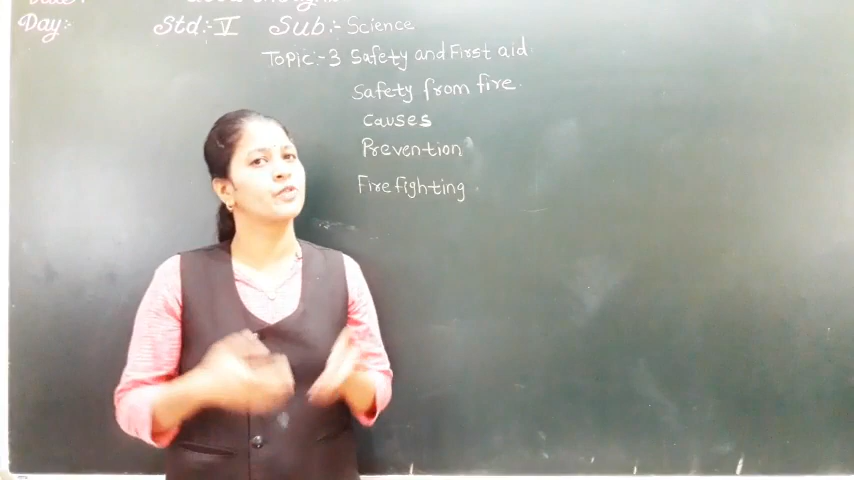 Day:- Std:- V Sub:- Science
Topic:- 3 Safety and First aid
Safety from fire.
Causes
Prevention
Fire fighting